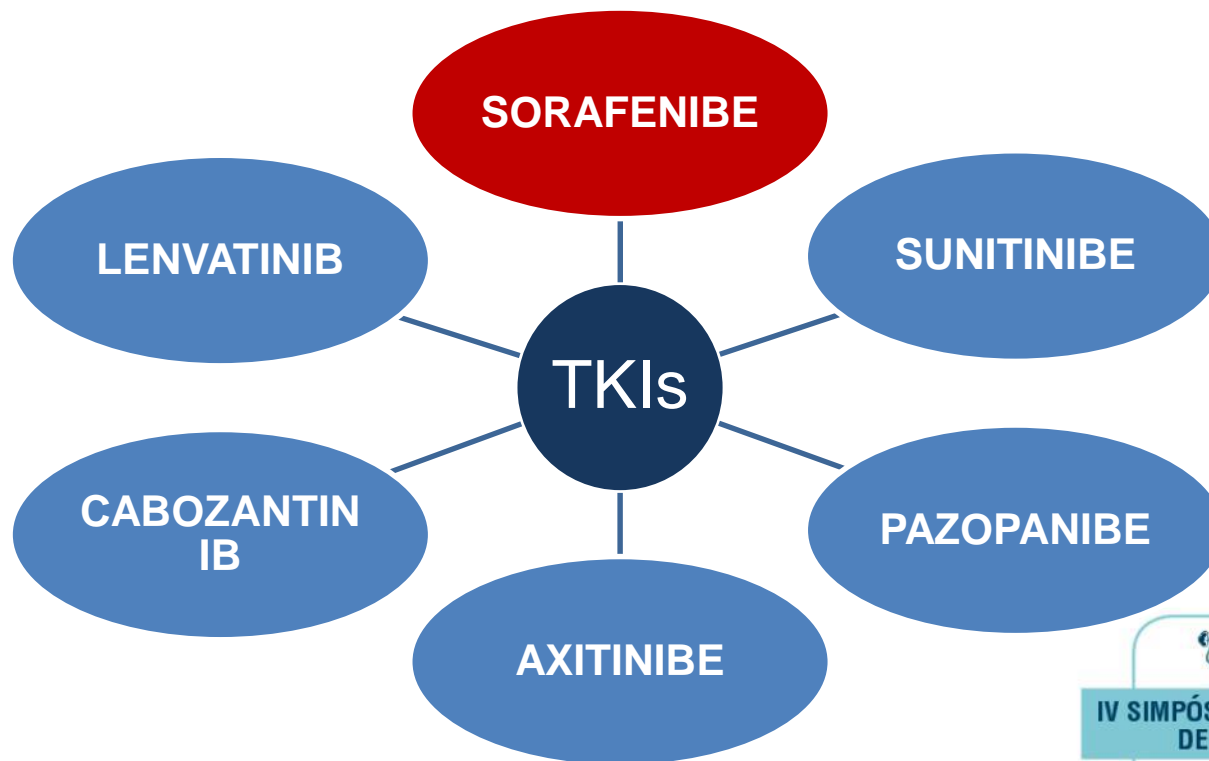 SORAFENIBE
LENVATINIB
SUNITINIBE
TKIs
CABOZANTIN
IB
PAZOPANIBE
AXITINIBE
IV SIMPÓS
DE